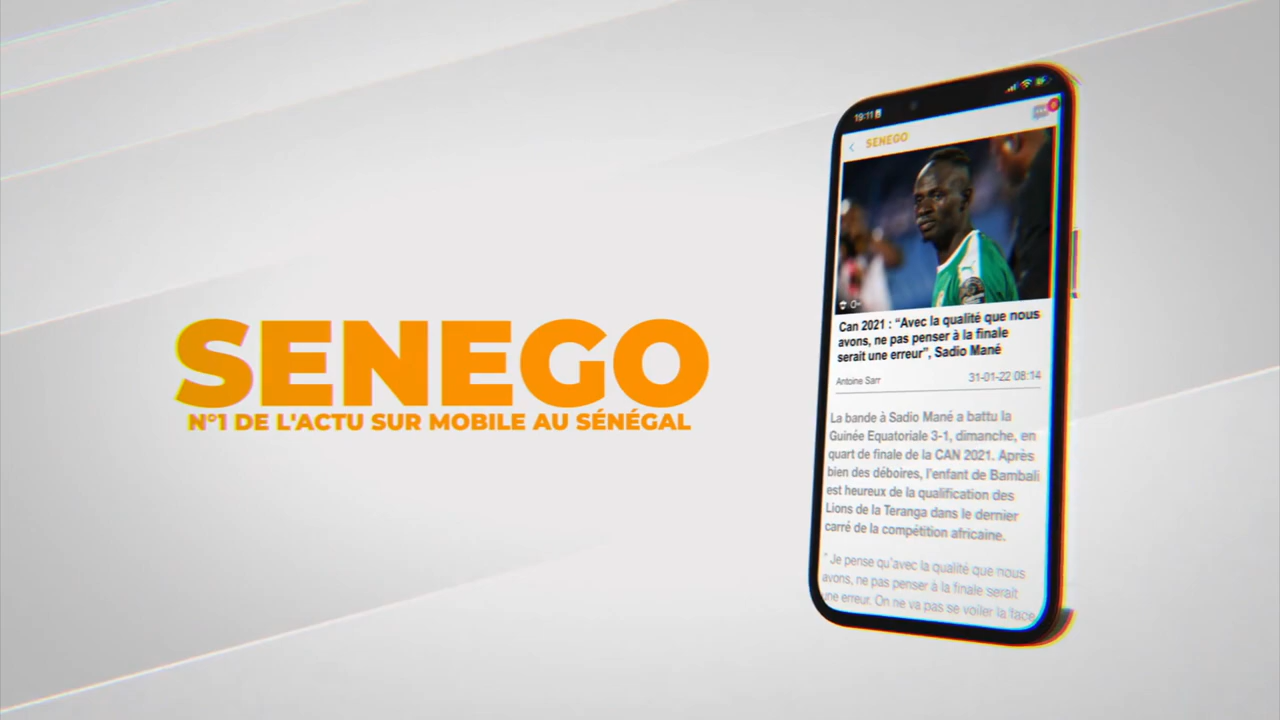 SENEGO
N°1 DE L'ACTU SUR MOBILE AU SÉNÉGAL
19:11
SENEGO
Can 2021 : “Avec la qualité que nous
avons, ne pas penser à la finale
serait une erreur”, Sadio Mané
Antoine Sarr 31-01-22 08:14
La bande à Sadio Mané a battu la
Guinée Equatoriale 3-1, dimanche, en
quart de finale de la CAN 2021. Après
bien des déboires, l'enfant de Bambali
est heureux de la qualification des
Lions de la Teranga dans le dernier
carré de la compétition africaine.
" Je pense qu'avec la qualité que nous
avons, ne pas penser à la finale serait
une erreur. On ne va pas se voiler la face